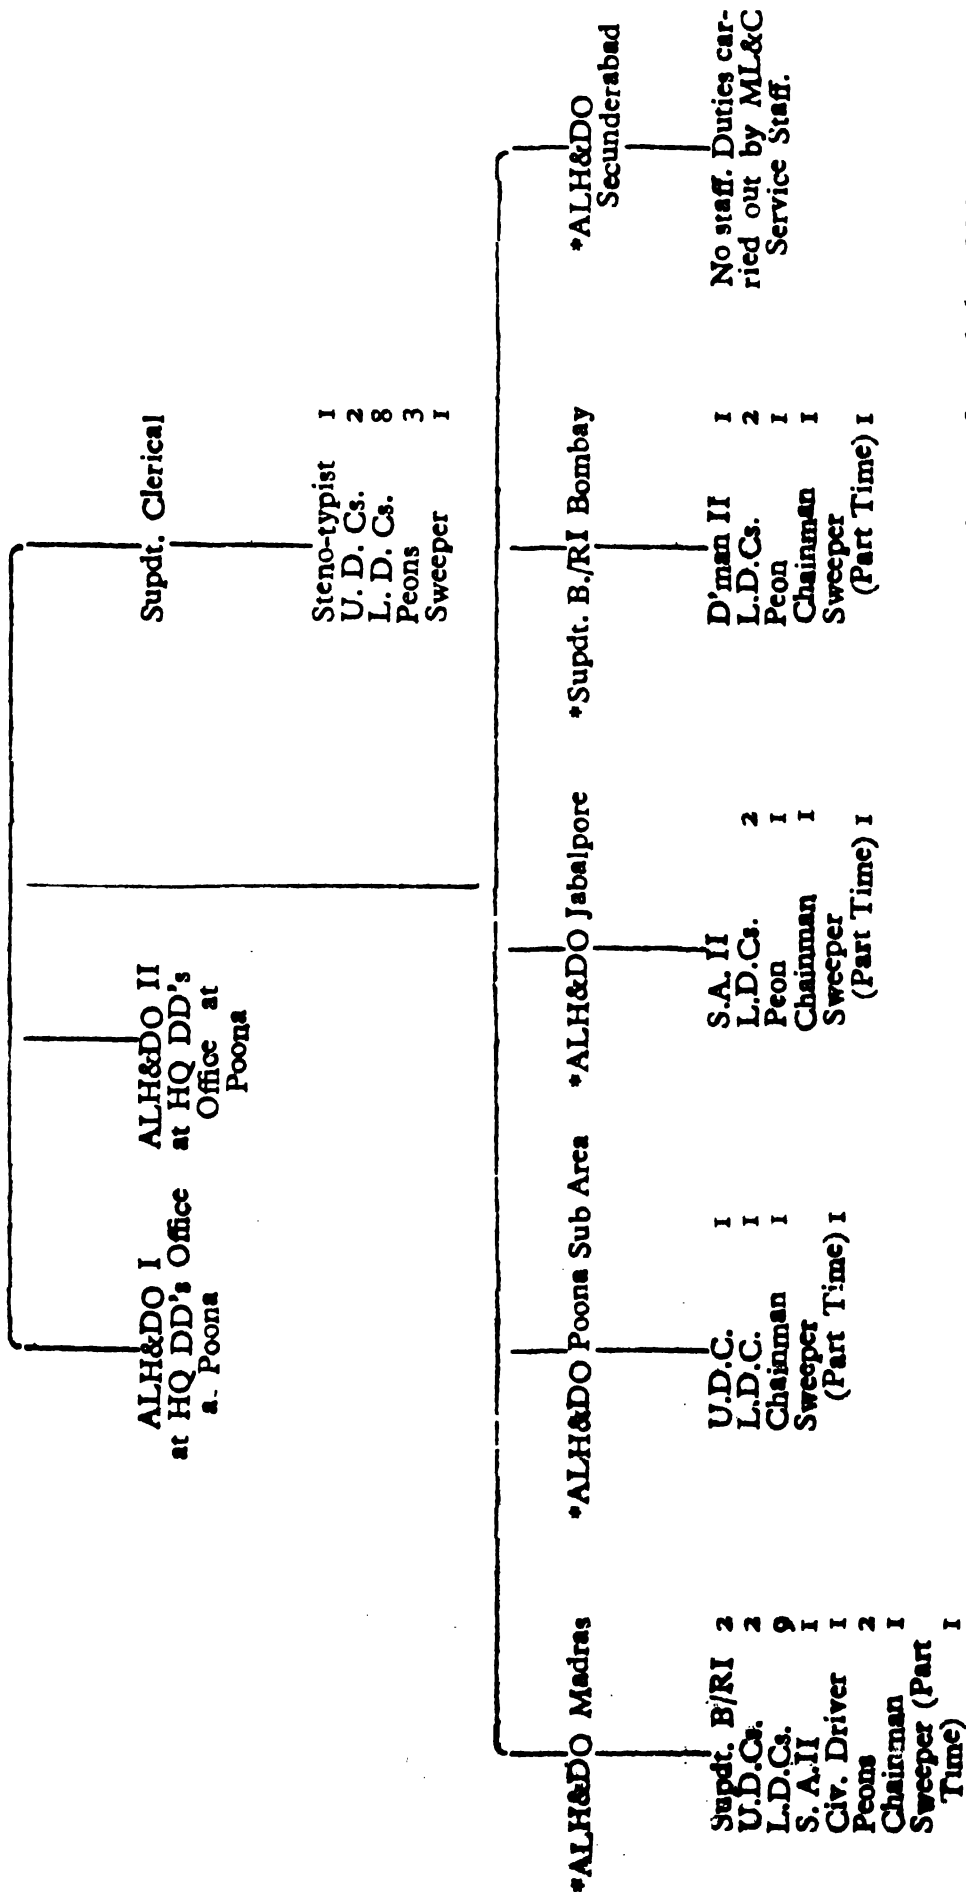 ALH&DO I
at HQ DD's Office
a. Poona
ALH&DO II
at HQ DD's
Office at
Poona
Supdt. Clerical
Steno-typist 1
U. D. Cs. 2
L. D. Cs. 8
Peons 3
Sweeper 1
*ALH&DO Madras
Supdt. B/RI 2
U.D.Cs. 2
L.D.Cs. 9
S. A.II 1
Civ. Driver 1
Peons 2
Chainman 1
Sweeper (Part
Time) 1
*ALH&DO Poona Sub Area
U.D.C. 1
L.D.C. 1
Chainman 1
Sweeper
(Part Time) 1
*ALH&DO Jabalpore
S.A. II
L.D.Cs. 2
Peon 1
Chainman 1
Sweeper
(Part Time) 1
*Supdt. B./RI Bombay
D'man II 1
L.D.Cs. 2
Peon 1
Chainman 1
Sweeper
(Part Time) 1
*ALH&DO
Secunderabad
No staff. Duties car-
ried out by ML&C
Service Staff.